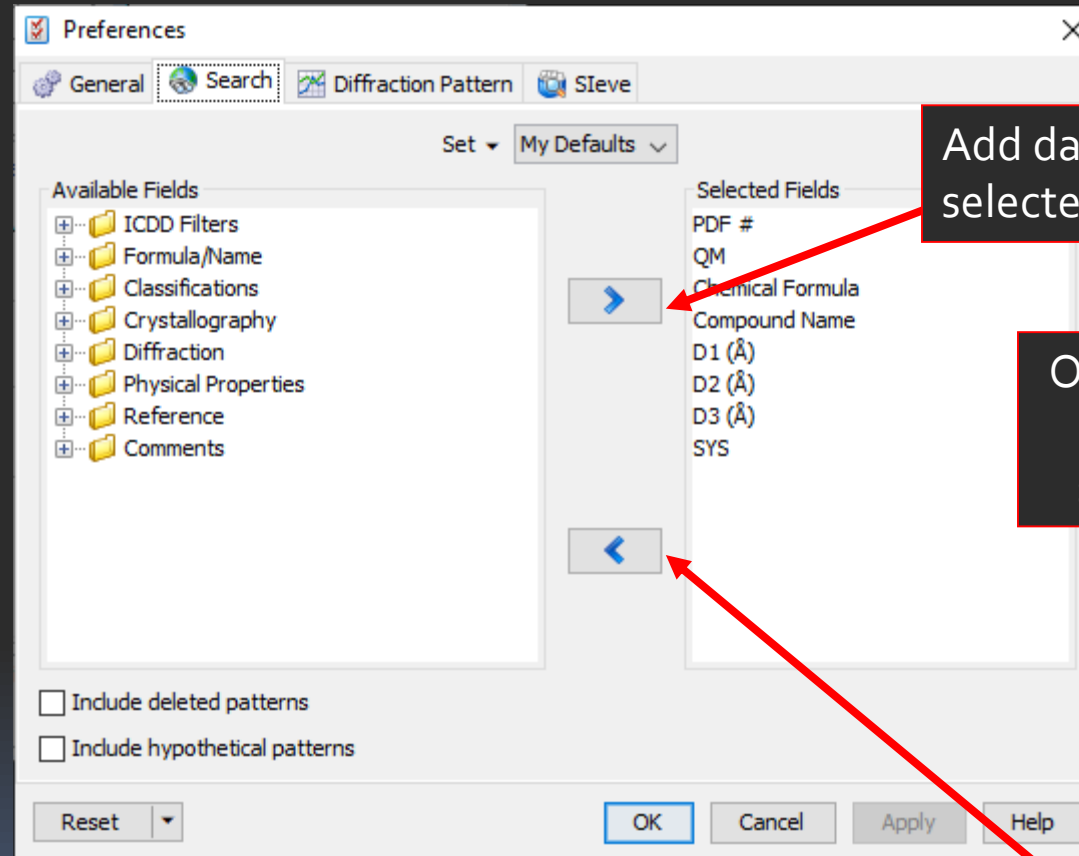 Preferences
General Search Diffraction Pattern SIeve
Set My Defaults
Available Fields
ICDD Filters
Formula/Name
Classifications
Crystallography
Diffraction
Physical Properties
Reference
Comments
Selected Fields
PDF #
QM
Chemical Formula
Compound Name
D1 (Å)
D2 (Å)
D3 (Å)
SYS
Add da
selecte
O
Include deleted patterns
Include hypothetical patterns
Reset OK Cancel Apply Help